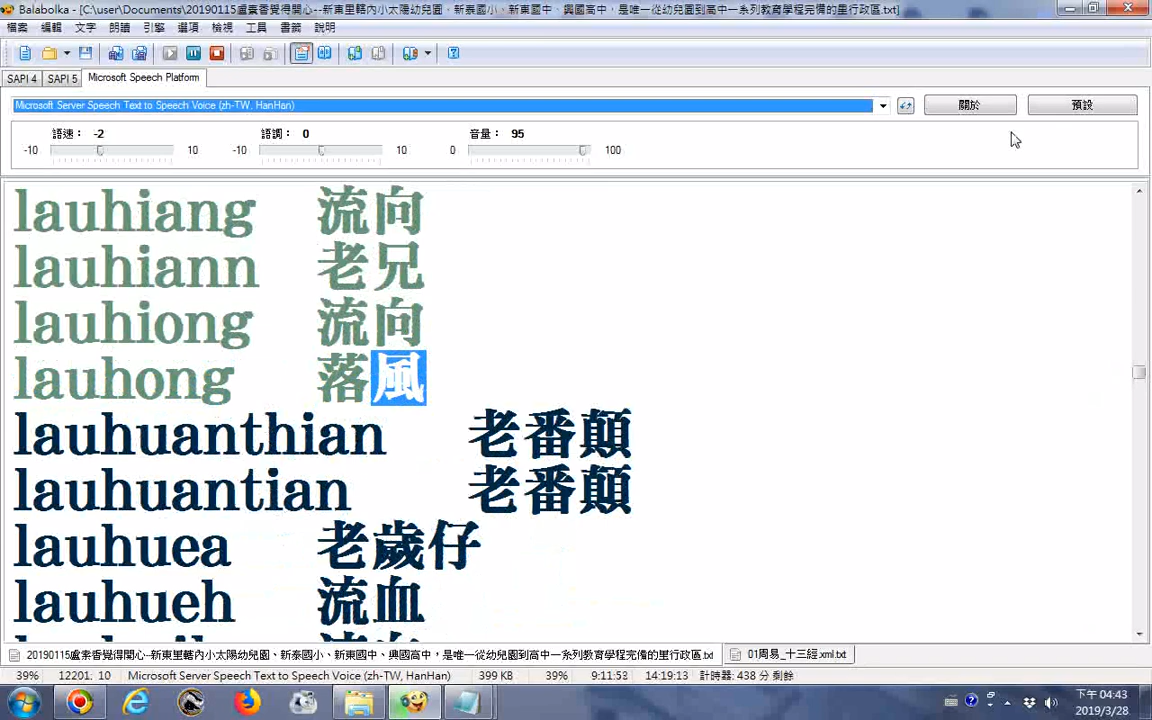 Balabolka - [C:\user\Documents\20190115盧素香覺得開心--新東里轄內小太陽幼兒園、新泰國小、新東國中、興國高中，是唯一從幼兒園到高中一系列教育學程完備的里行政區.txt]
檔案 編輯 文字 朗讀 引擎 選項 檢視 工具 書籤 說明
SAPI 4 SAPI 5 Microsoft Speech Platform
Microsoft Server Speech Text to Speech Voice (zh-TW, HanHan) 關於 預設
語速： -2 語調： 0 音量： 95
-10 10 -10 10 0 100
lauhiang 流向
lauhiann 老兄
lauhiong 流向
lauhong 落風
lauhuanthian 老番顛
lauhuantian 老番顛
lauhuea 老歲仔
lauhueh 流血
20190115盧素香覺得開心--新東里轄內小太陽幼兒園、新泰國小、新東國中、興國高中，是唯一從幼兒園到高中一系列教育學程完備的里行政區.txt 01周易_十三經.xml.txt
39% 12201: 10 Microsoft Server Speech Text to Speech Voice (zh-TW, HanHan) 399 KB 39% 9:11:53 14:19:13 計時器: 438 分 剩餘
下午 04:43
2019/3/28